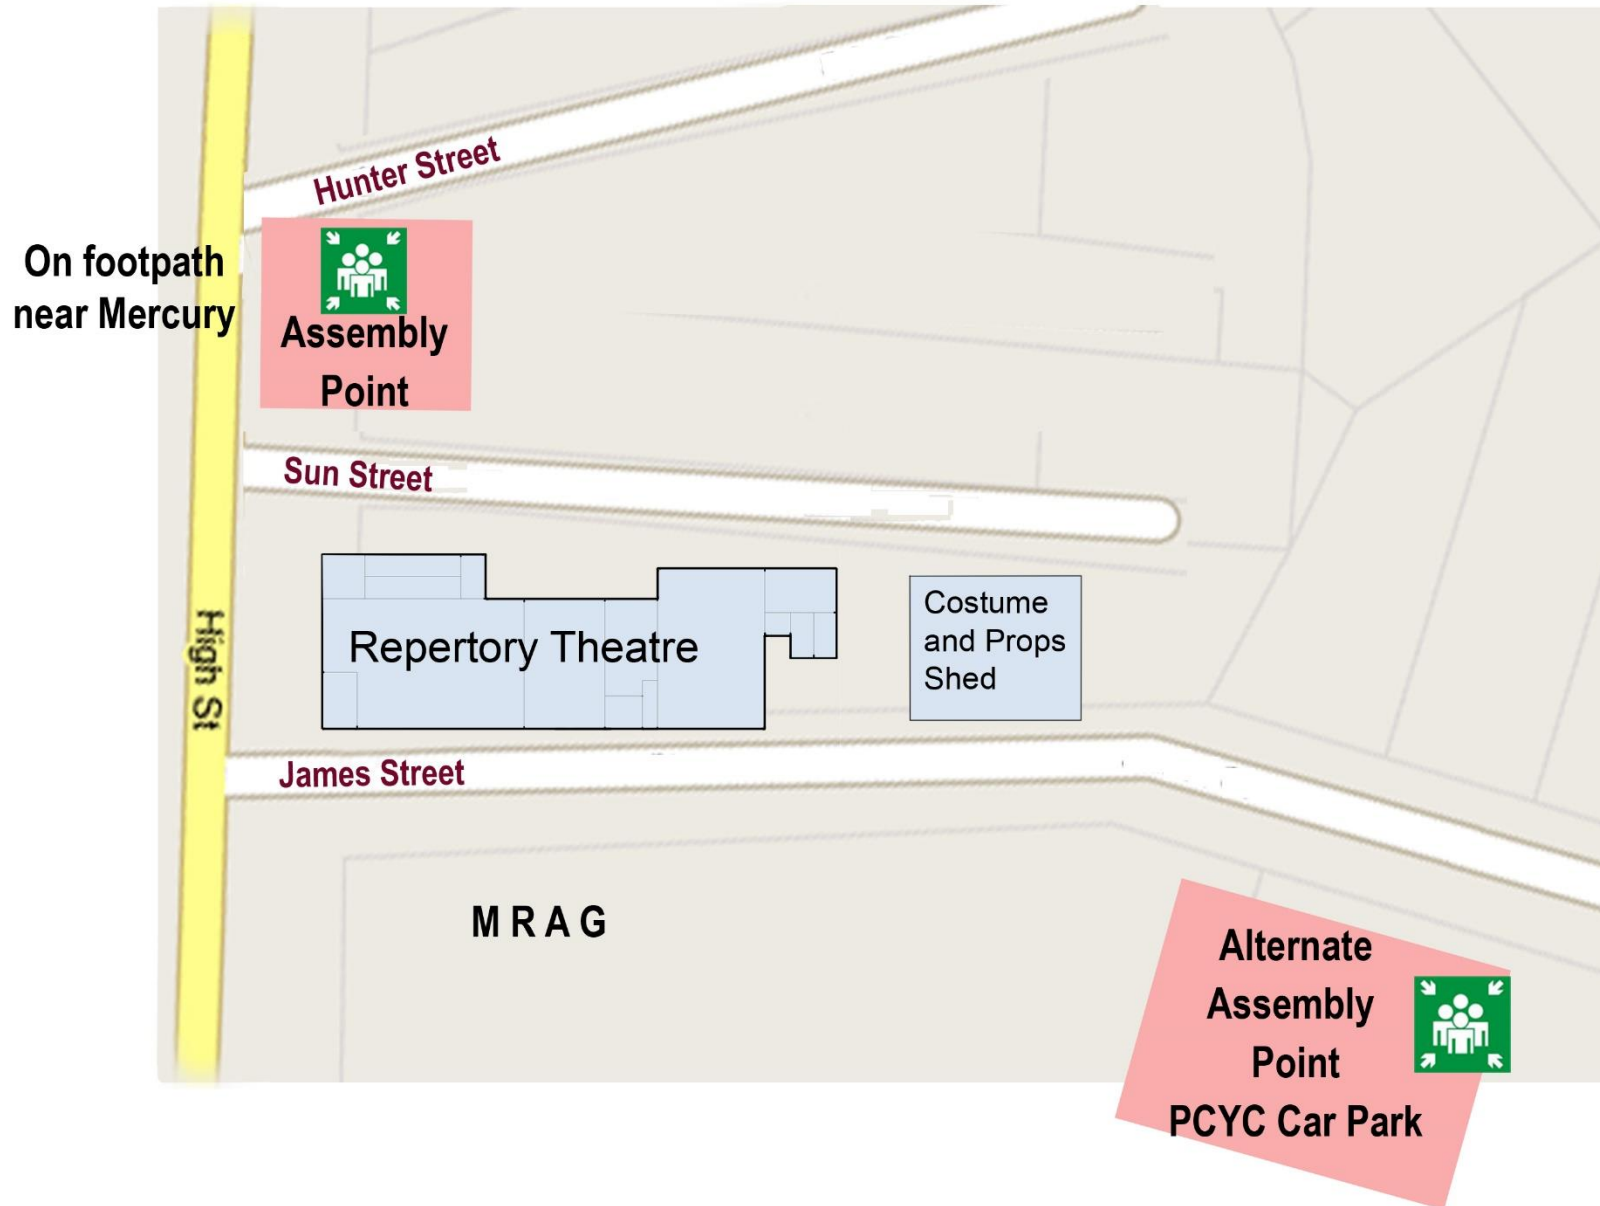 Hunter Street
On footpath
near Mercury
Assembly
Point
Sun Street
Repertory Theatre
Costume
and Props
Shed
High St
James Street
M R A G
Alternate
Assembly
Point
PCYC Car Park